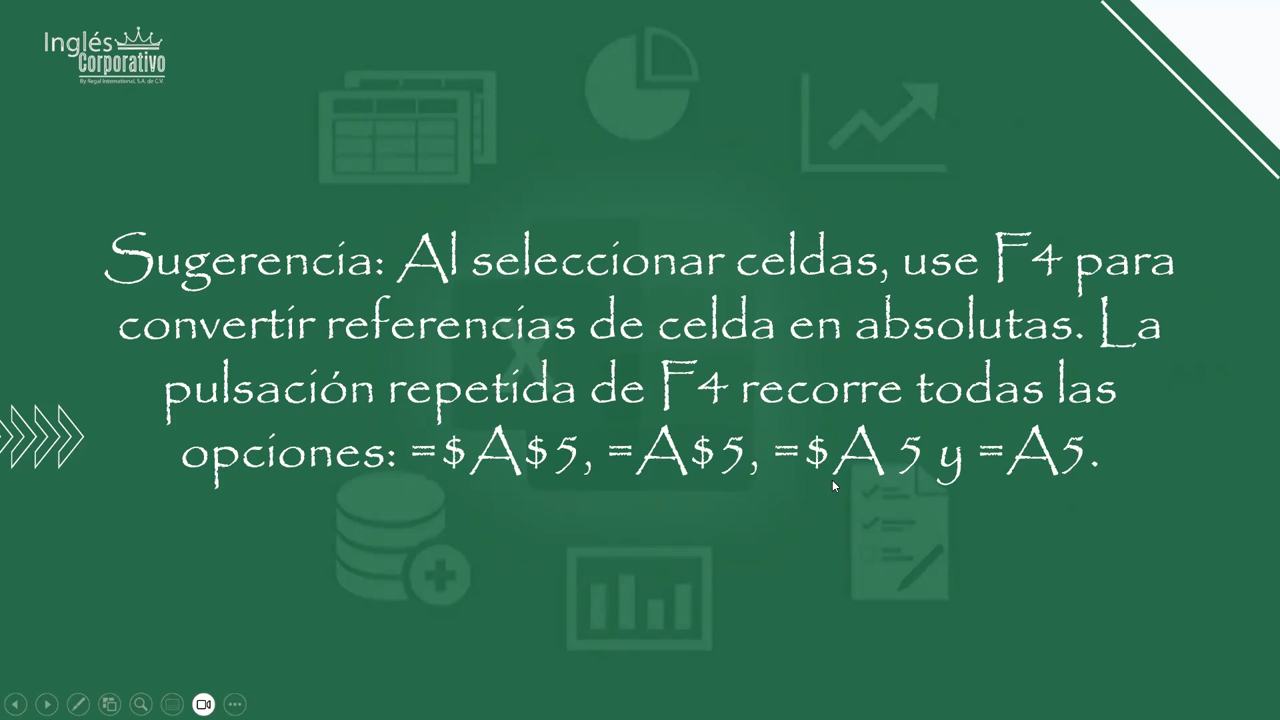 Inglés
Corporativo
By Regal International, S.A. de C.V.
Sugerencia: Al seleccionar celdas, use F4 para
convertir referencias de celda en absolutas. La
pulsación repetida de F4 recorre todas las
opciones: =$A$5, =A$5, =$A 5 y =A5.